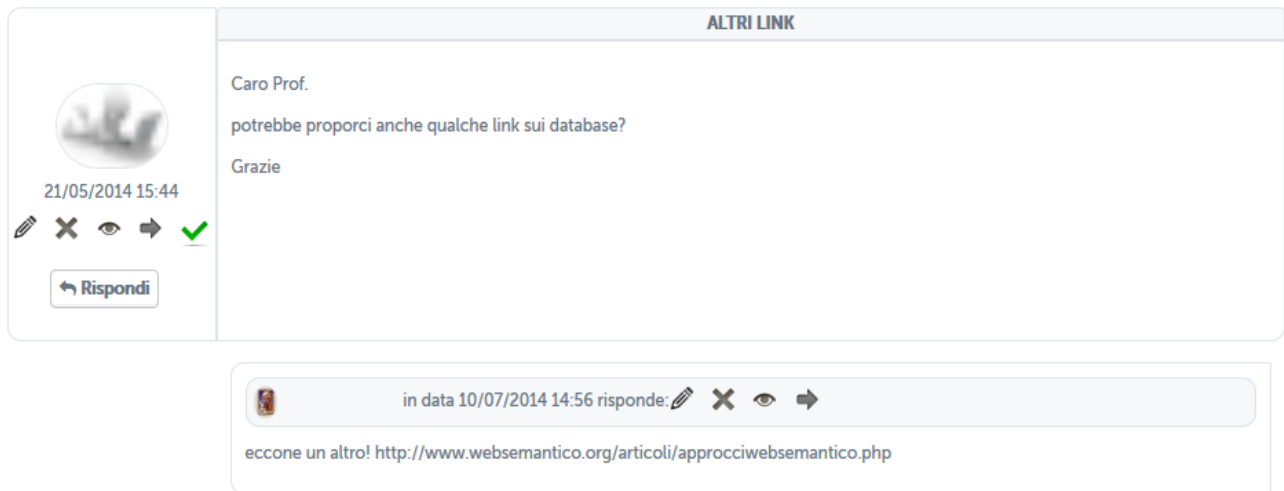 ALTRI LINK
Caro Prof.
potrebbe proporci anche qualche link sui database?
Grazie
21/05/2014 15:44
Rispondi
in data 10/07/2014 14:56 risponde:
eccone un altro! http://www.websemantico.org/articoli/approcciwebsemantico.php